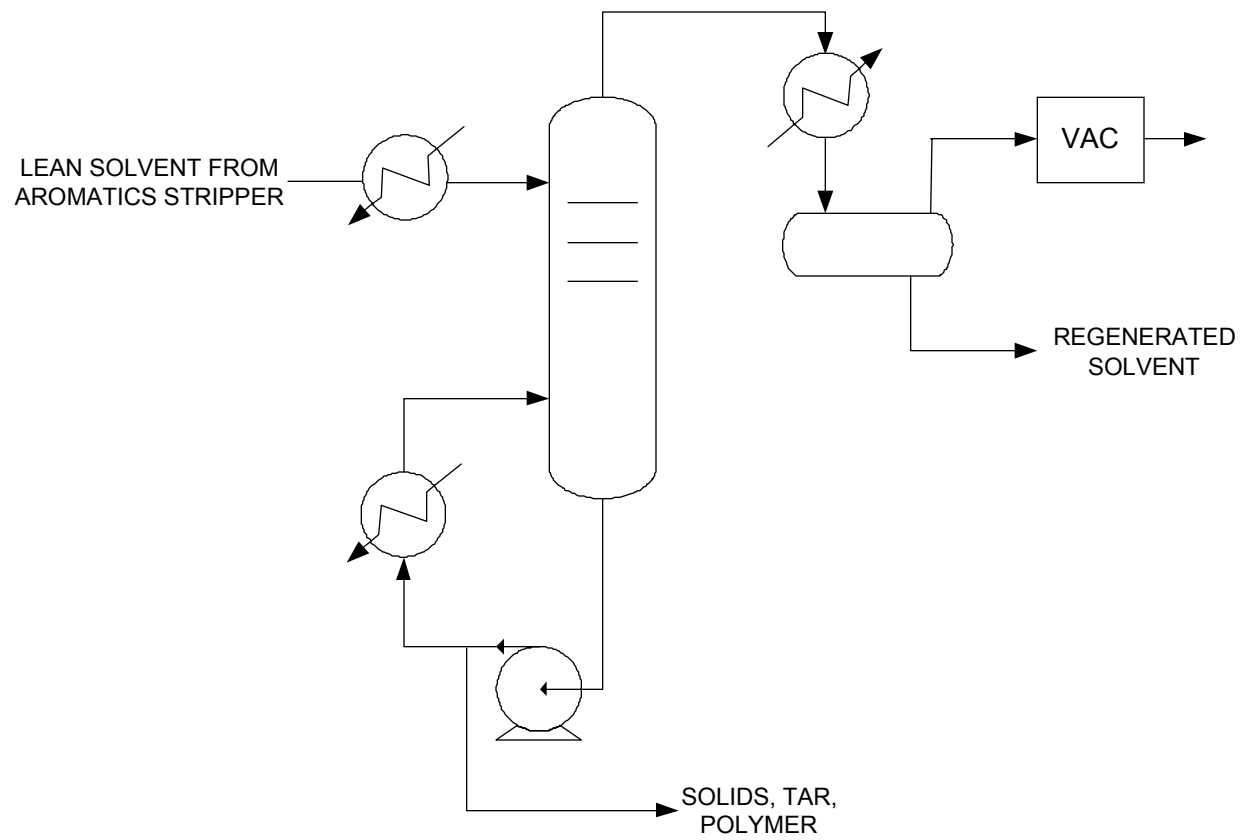 LEAN SOLVENT FROM
AROMATICS STRIPPER
VAC
REGENERATED
SOLVENT
SOLIDS, TAR,
POLYMER